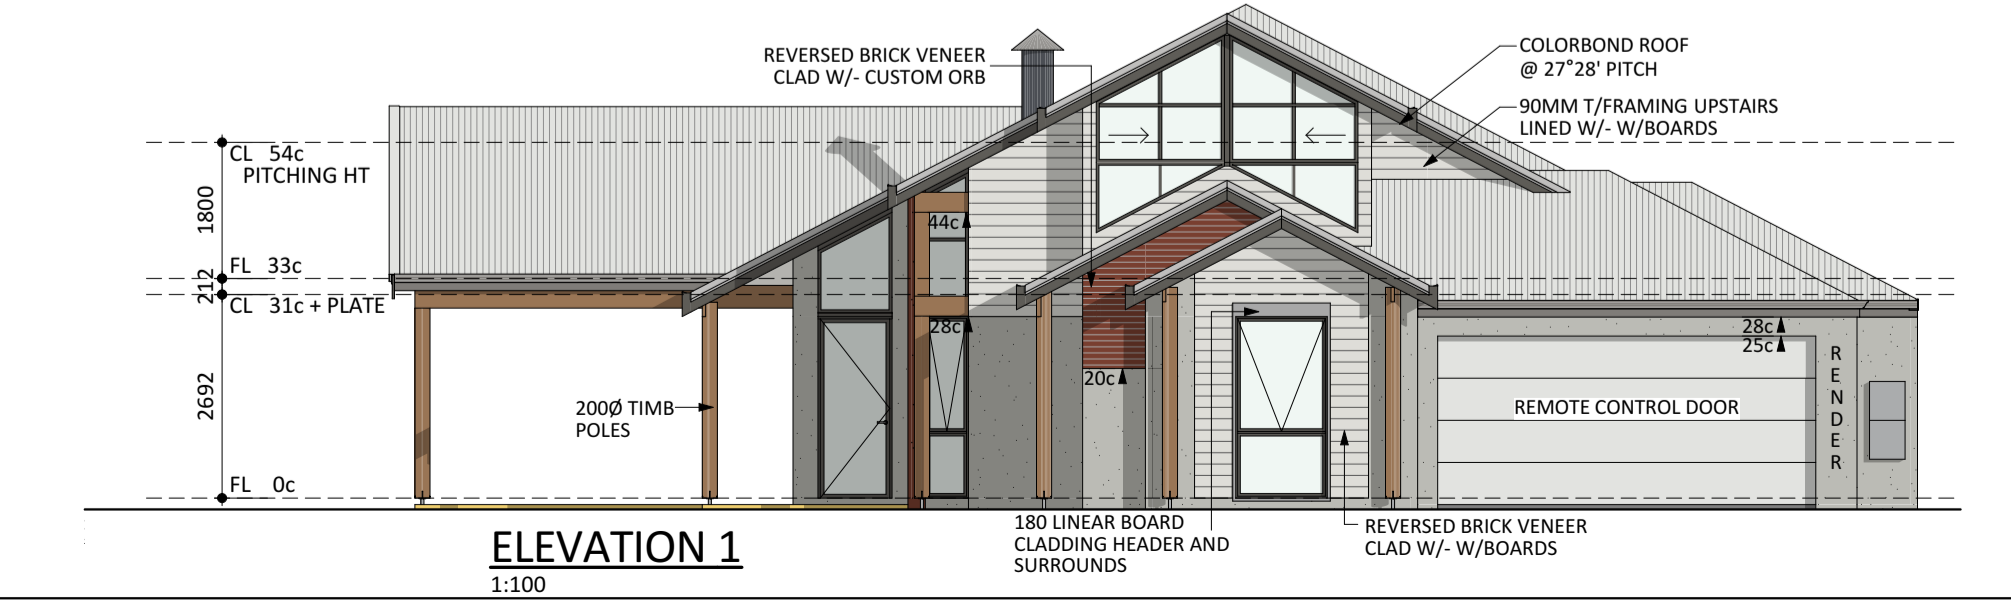 REVERSED BRICK VENEER
CLAD W/- CUSTOM ORB
COLORBOND ROOF
@ 27°28' PITCH
90MM T/FRAMING UPSTAIRS
LINED W/- W/BOARDS
CL 54c
PITCHING HT
1800
FL 33c
212
CL 31c + PLATE
2692
FL 0c
44c
28c
20c
200Ø TIMB
POLES
28c
25c
REMOTE CONTROL DOOR
RENDER
180 LINEAR BOARD
CLADDING HEADER AND
SURROUNDS
REVERSED BRICK VENEER
CLAD W/- W/BOARDS
ELEVATION 1
1:100